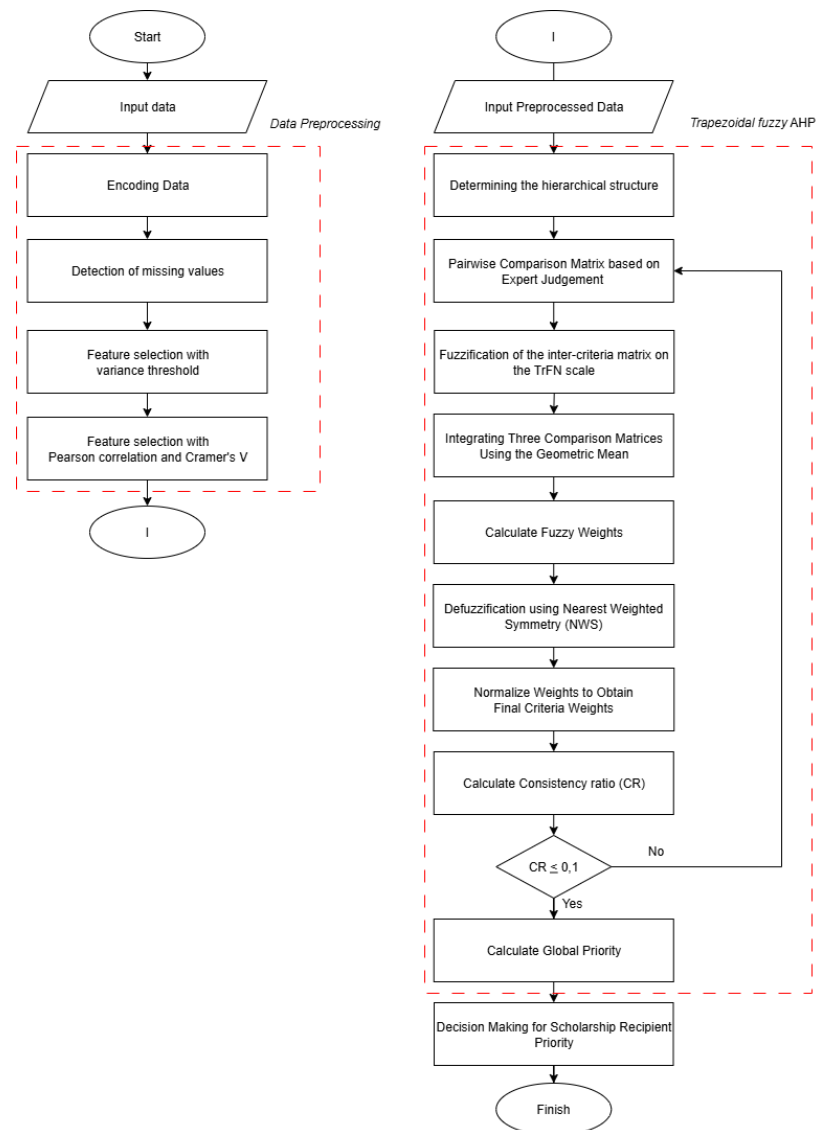 Start
Input data
Data Preprocessing
Encoding Data
Detection of missing values
Feature selection with
variance threshold
Feature selection with
Pearson correlation and Cramer's V
I
I
Input Preprocessed Data
Trapezoidal fuzzy AHP
Determining the hierarchical structure
Pairwise Comparison Matrix based on
Expert Judgement
Fuzzification of the inter-criteria matrix on
the TrFN scale
Integrating Three Comparison Matrices
Using the Geometric Mean
Calculate Fuzzy Weights
Defuzzification using Nearest Weighted
Symmetry (NWS)
Normalize Weights to Obtain
Final Criteria Weights
Calculate Consistency ratio (CR)
CR ≤ 0,1
No
Yes
Calculate Global Priority
Decision Making for Scholarship Recipient
Priority
Finish